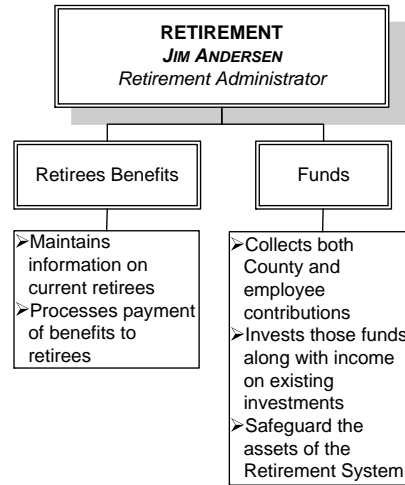 RETIREMENT
JIM ANDERSEN
Retirement Administrator
Retirees Benefits
Funds
➢Maintains
information on
current retirees
➢Processes payment
of benefits to
retirees
➢Collects both
County and
employee
contributions
➢Invests those funds
along with income
on existing
investments
➢Safeguard the
assets of the
Retirement System